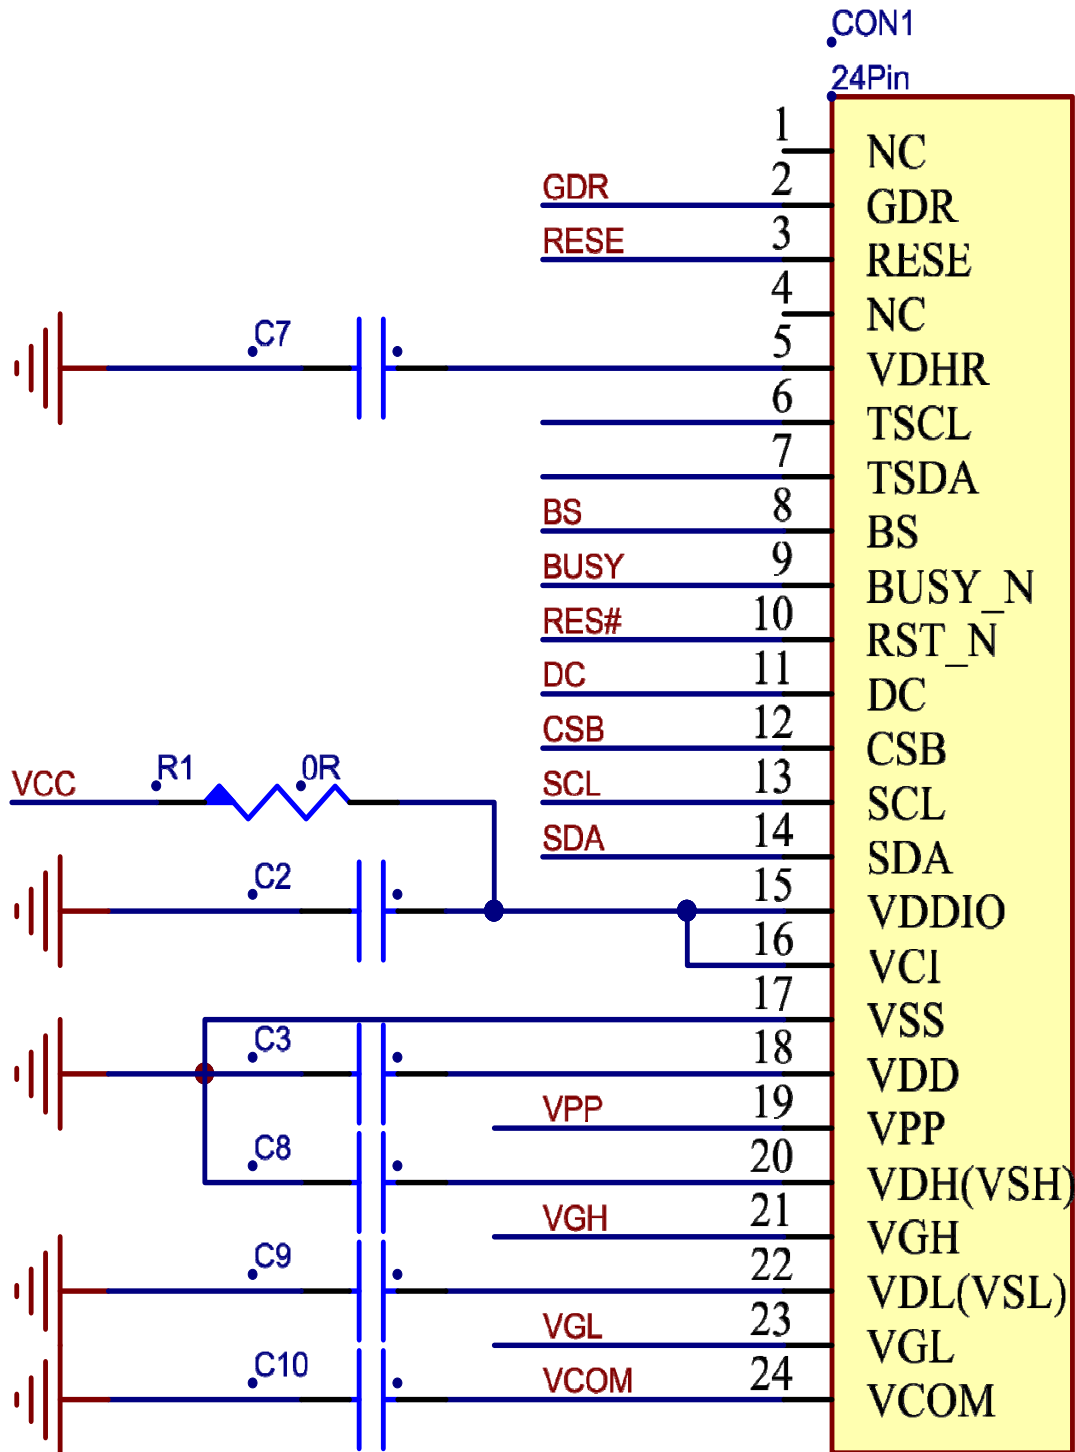 CON1
24Pin
1 NC
GDR 2 GDR
RESE 3 RESE
4 NC
C7 5 VDHR
6 TSCL
7 TSDA
BS 8 BS
BUSY 9 BUSY_N
RES# 10 RST_N
DC 11 DC
CSB 12 CSB
VCC R1 0R SCL 13 SCL
SDA 14 SDA
C2 15 VDDIO
16 VCI
17 VSS
C3 18 VDD
VPP 19 VPP
C8 20 VDH(VSH)
VGH 21 VGH
C9 22 VDL(VSL)
VGL 23 VGL
C10 VCOM 24 VCOM